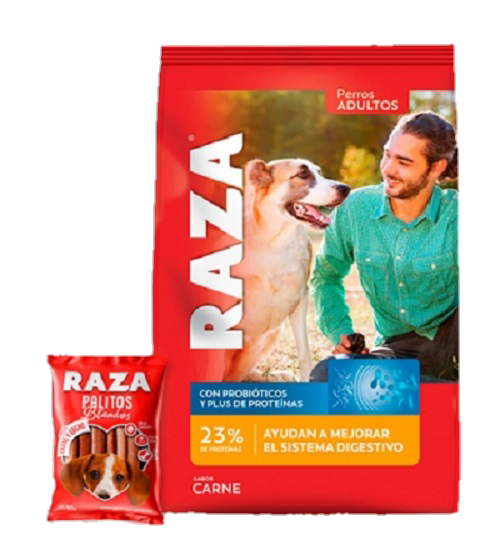 Perros
ADULTOS
RAZA®
CON PROBIÓTICOS
Y PLUS DE PROTEÍNAS
23%
DE PROTEÍNAS
AYUDAN A MEJORAR
EL SISTEMA DIGESTIVO
SABOR
CARNE
RAZA
PALITOS
Blandos